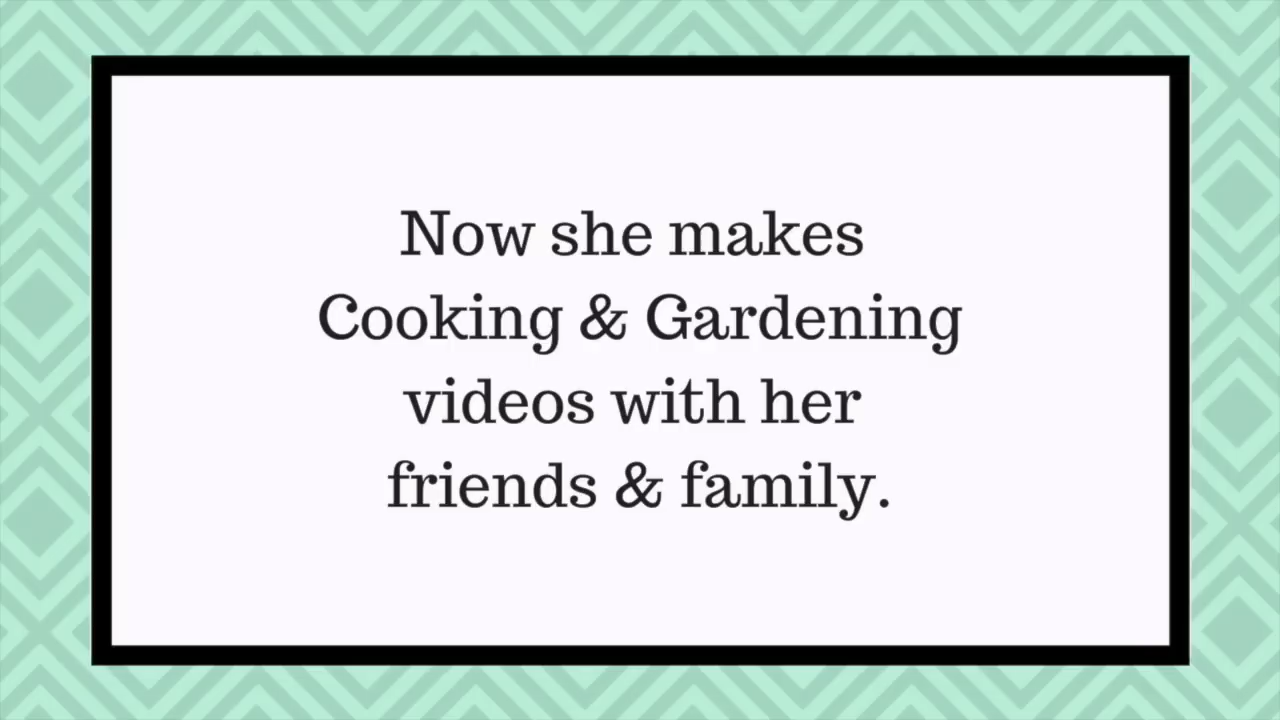 Now she makes
Cooking & Gardening
videos with her
friends & family.